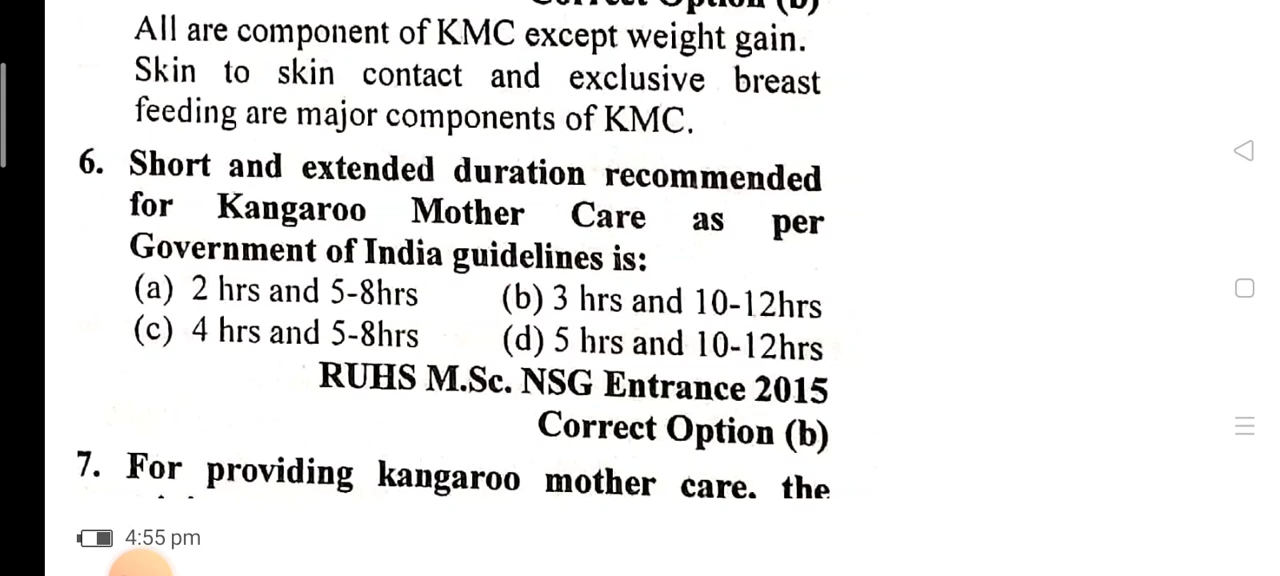 Correct Option (b)
All are component of KMC except weight gain.
Skin to skin contact and exclusive breast
feeding are major components of KMC.
6. Short and extended duration recommended
for Kangaroo Mother Care as per
Government of India guidelines is:
(a) 2 hrs and 5-8hrs (b) 3 hrs and 10-12hrs
(c) 4 hrs and 5-8hrs (d) 5 hrs and 10-12hrs
RUHS M.Sc. NSG Entrance 2015
Correct Option (b)
7. For providing kangaroo mother care, the
4:55 pm